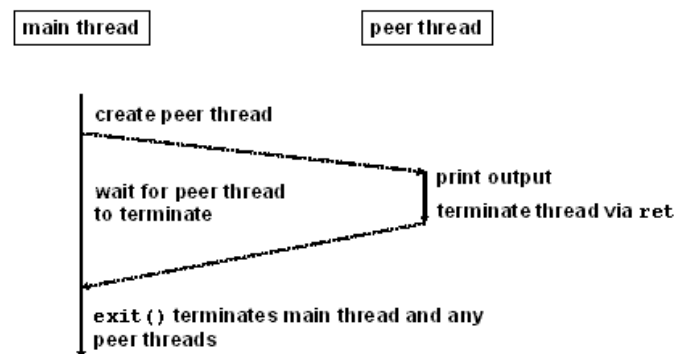 main thread
peer thread
create peer thread
print output
wait for peer thread
to terminate
terminate thread via ret
exit() terminates main thread and any
peer threads